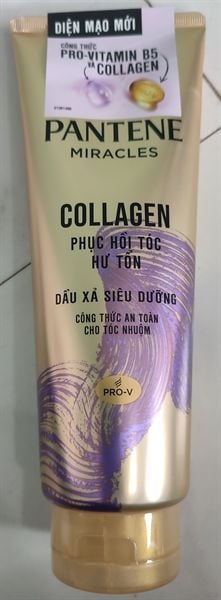 DIỆN MẠO MỚI
CÔNG THỨC
PRO-VITAMIN B5
VÀ COLLAGEN
PANTENE
MIRACLES
COLLAGEN
PHỤC HỒI TÓC
HƯ TỔN
DẦU XẢ SIÊU DƯỠNG
CÔNG THỨC AN TOÀN
CHO TÓC NHUỘM
PRO-V